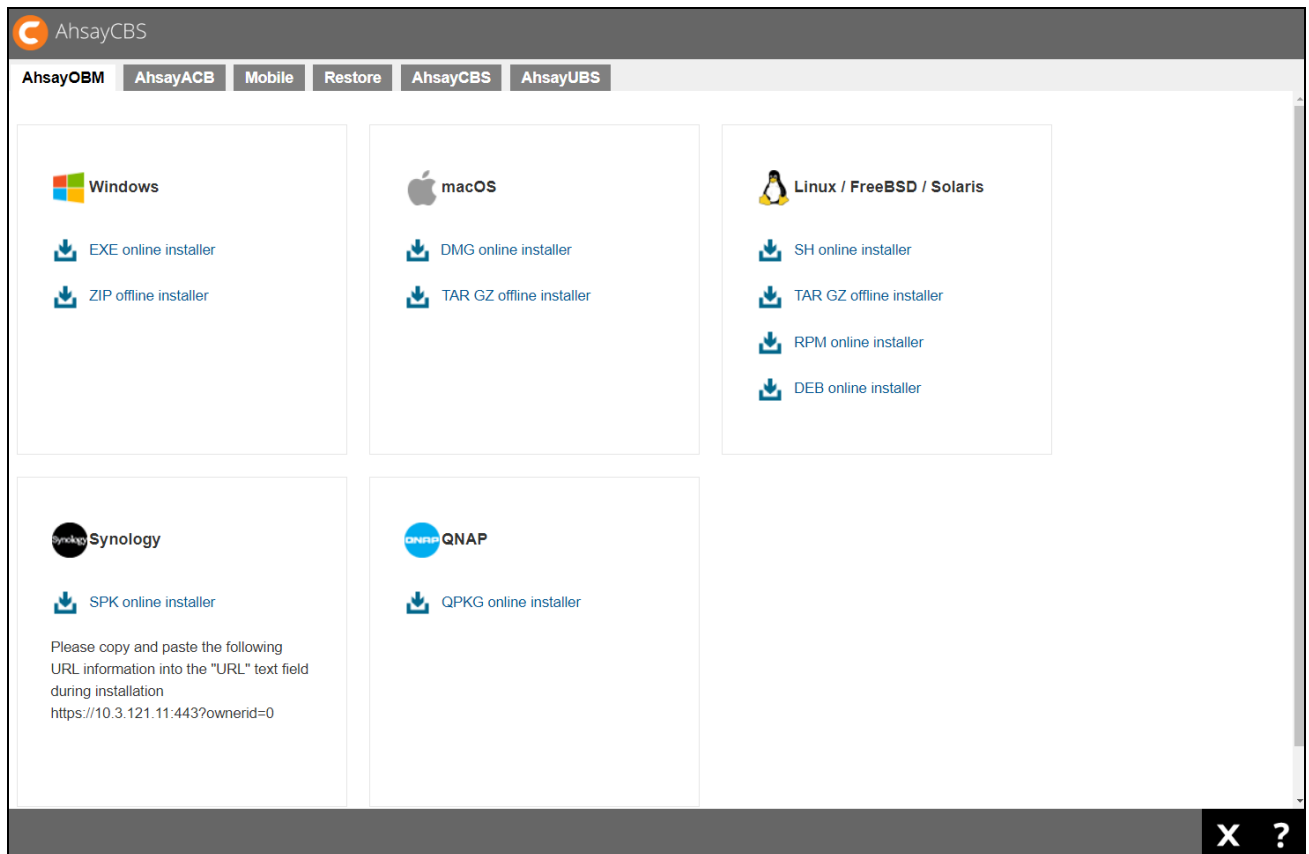 AhsayCBS
AhsayOBM AhsayACB Mobile Restore AhsayCBS AhsayUBS
Windows
EXE online installer
ZIP offline installer
macOS
DMG online installer
TAR GZ offline installer
Linux / FreeBSD / Solaris
SH online installer
TAR GZ offline installer
RPM online installer
DEB online installer
Synology Synology
SPK online installer
Please copy and paste the following
URL information into the "URL" text field
during installation
https://10.3.121.11:443?ownerid=0
QNAP QNAP
QPKG online installer
X ?